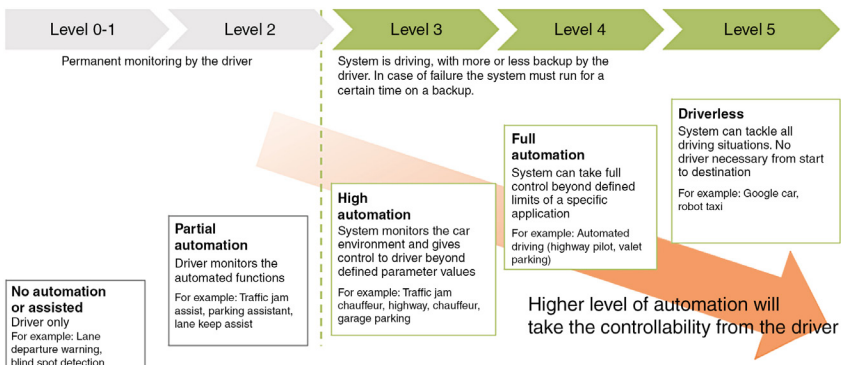 Level 0-1
Level 2
Level 3
Level 4
Level 5
Permanent monitoring by the driver
System is driving, with more or less backup by the
driver. In case of failure the system must run for a
certain time on a backup.
No automation
or assisted
Driver only
For example: Lane
departure warning,
blind spot detection
Partial
automation
Driver monitors the
automated functions
For example: Traffic jam
assist, parking assistant,
lane keep assist
High
automation
System monitors the car
environment and gives
control to driver beyond
defined parameter values
For example: Traffic jam
chauffeur, highway, chauffeur,
garage parking
Full
automation
System can take full
control beyond defined
limits of a specific
application
For example: Automated
driving (highway pilot, valet
parking)
Driverless
System can tackle all
driving situations. No
driver necessary from start
to destination
For example: Google car,
robot taxi
Higher level of automation will
take the controllability from the driver